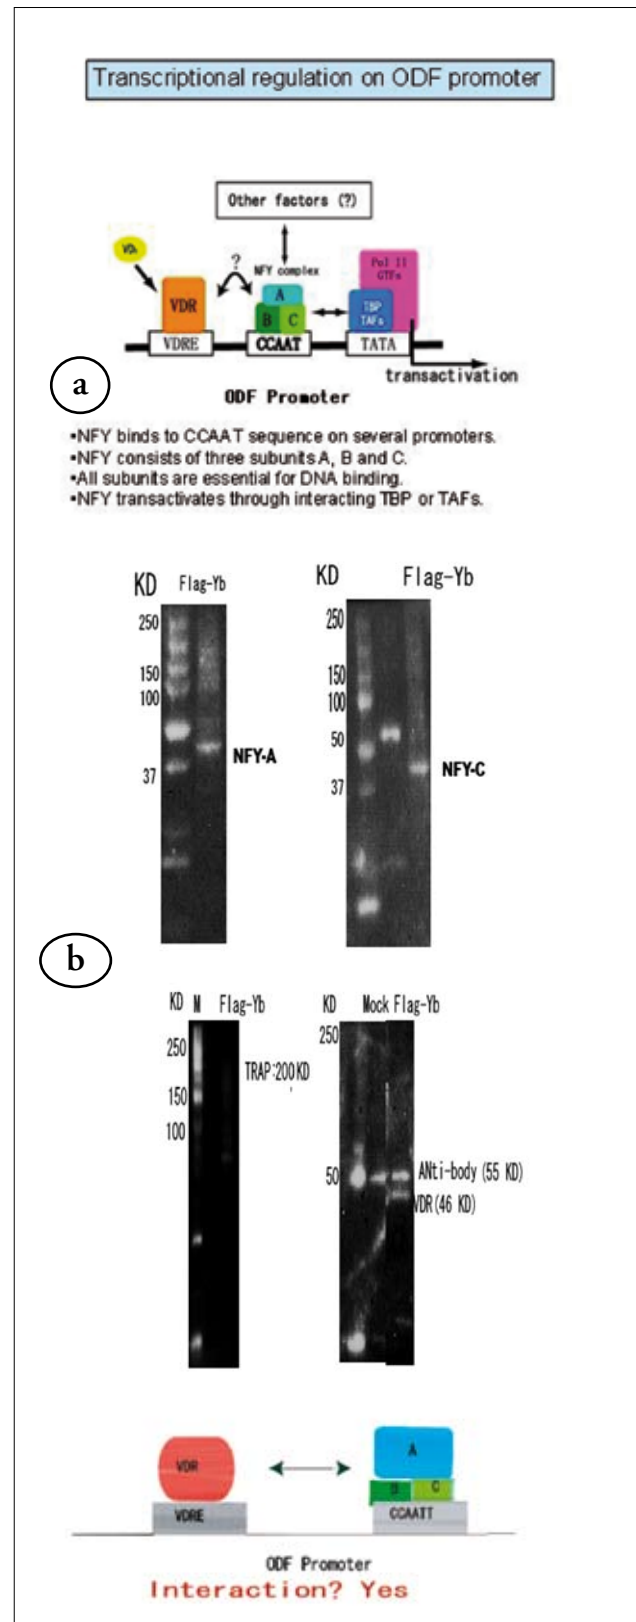 Transcriptional regulation on ODF promoter
Other factors (?)
VD₃
?
NFY complex
Pol II
GTFs
VDR
A
B C
TBP
TAFs
VDRE
CCAAT
TATA
transactivation
a
ODF Promoter
•NFY binds to CCAAT sequence on several promoters.
•NFY consists of three subunits A, B and C.
•All subunits are essential for DNA binding.
•NFY transactivates through interacting TBP or TAFs.
KD Flag-Yb
250
150
100
37
NFY-A
KD Flag-Yb
250
150
100
50
37
NFY-C
b
KD M Flag-Yb
250
150
100
TRAP:200KD
KD Mock Flag-Yb
250
50
ANti-body (55 KD)
VDR(46 KD)
VDR
A
B C
VDRE
CCAATT
ODF Promoter
Interaction? Yes